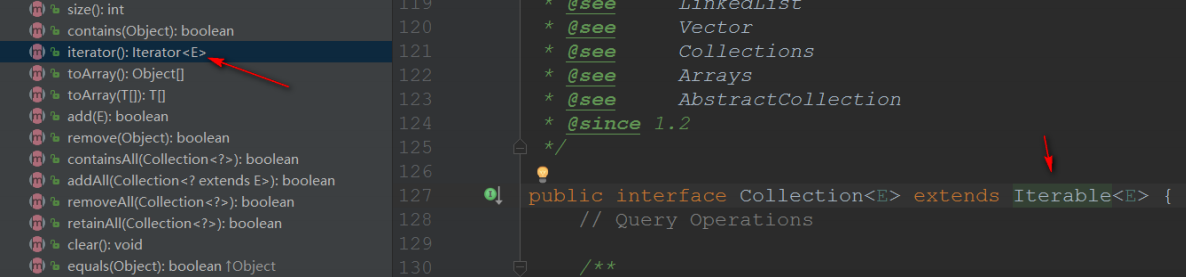 size(): int
contains(Object): boolean
iterator(): Iterator<E>
toArray(): Object[]
toArray(T[]): T[]
add(E): boolean
remove(Object): boolean
containsAll(Collection<?>): boolean
addAll(Collection<? extends E>): boolean
removeAll(Collection<?>): boolean
retainAll(Collection<?>): boolean
clear(): void
equals(Object): boolean ↑Object
119 * @see LinkedList
120 * @see Vector
121 * @see Collections
122 * @see Arrays
123 * @see AbstractCollection
124 * @since 1.2
125 */
126
127 public interface Collection<E> extends Iterable<E> {
128 // Query Operations
129
130 /**